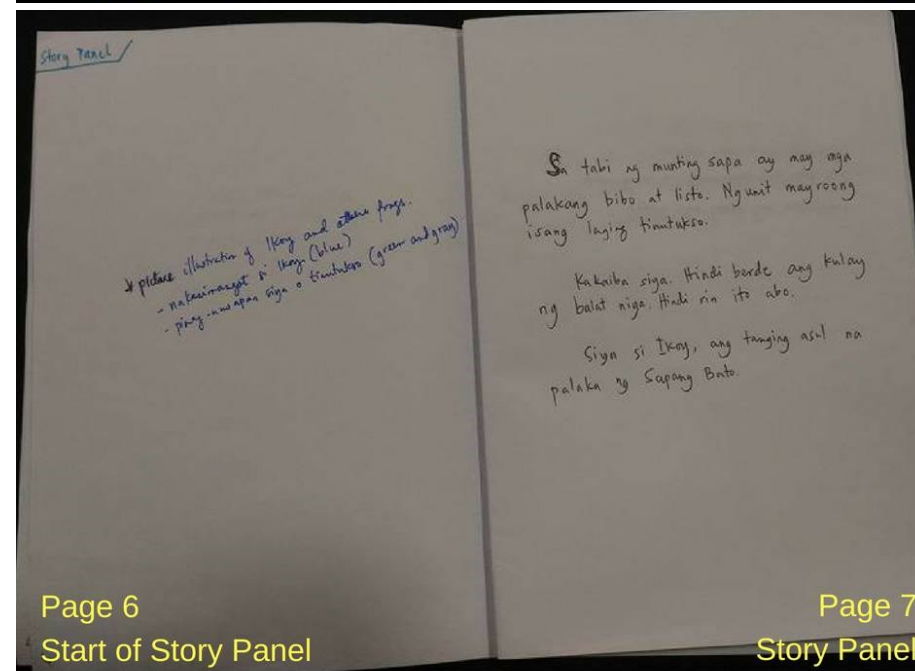 Story Panel
* picture illustration of Ikoy and others frogs.
- nakasimangot si Ikoy (blue)
- pinag-uusapan siya o tinutukso (green and gray)
Sa tabi ng munting sapa ay may mga
palakang bibo at listo. Ngunit mayroong
isang laging tinutukso.
Kakaiba siya. Hindi berde ang kulay
ng balat niya. Hindi rin ito abo.
Siya si Ikoy, ang tanging asul na
palaka ng Sapang Bato.
Page 6
Start of Story Panel
Page 7
Story Panel